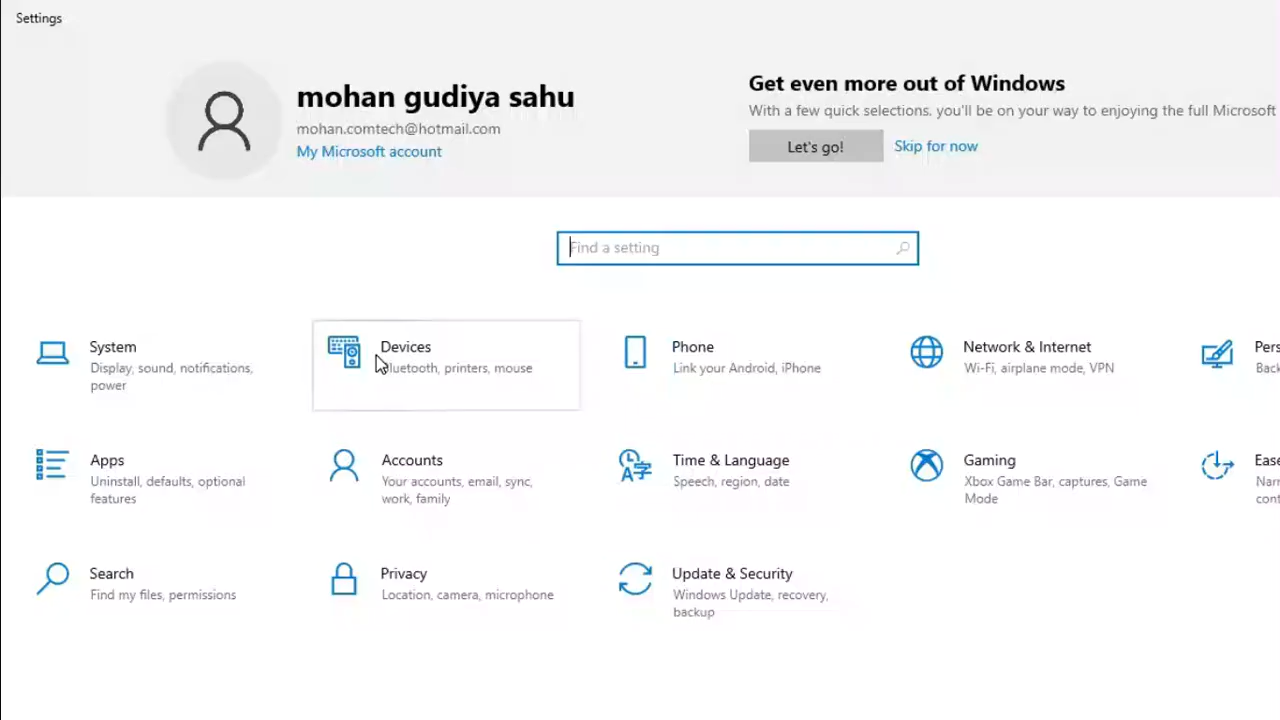 Settings
mohan gudiya sahu
mohan.comtech@hotmail.com
My Microsoft account
Get even more out of Windows
With a few quick selections, you'll be on your way to enjoying the full Microsoft
Let's go!
Skip for now
Find a setting
System
Display, sound, notifications,
power
Devices
luetooth, printers, mouse
Phone
Link your Android, iPhone
Network & Internet
Wi-Fi, airplane mode, VPN
Pers
Back
Apps
Uninstall, defaults, optional
features
Accounts
Your accounts, email, sync,
work, family
Time & Language
Speech, region, date
Gaming
Xbox Game Bar, captures, Game
Mode
Ease
Narr
cont
Search
Find my files, permissions
Privacy
Location, camera, microphone
Update & Security
Windows Update, recovery,
backup